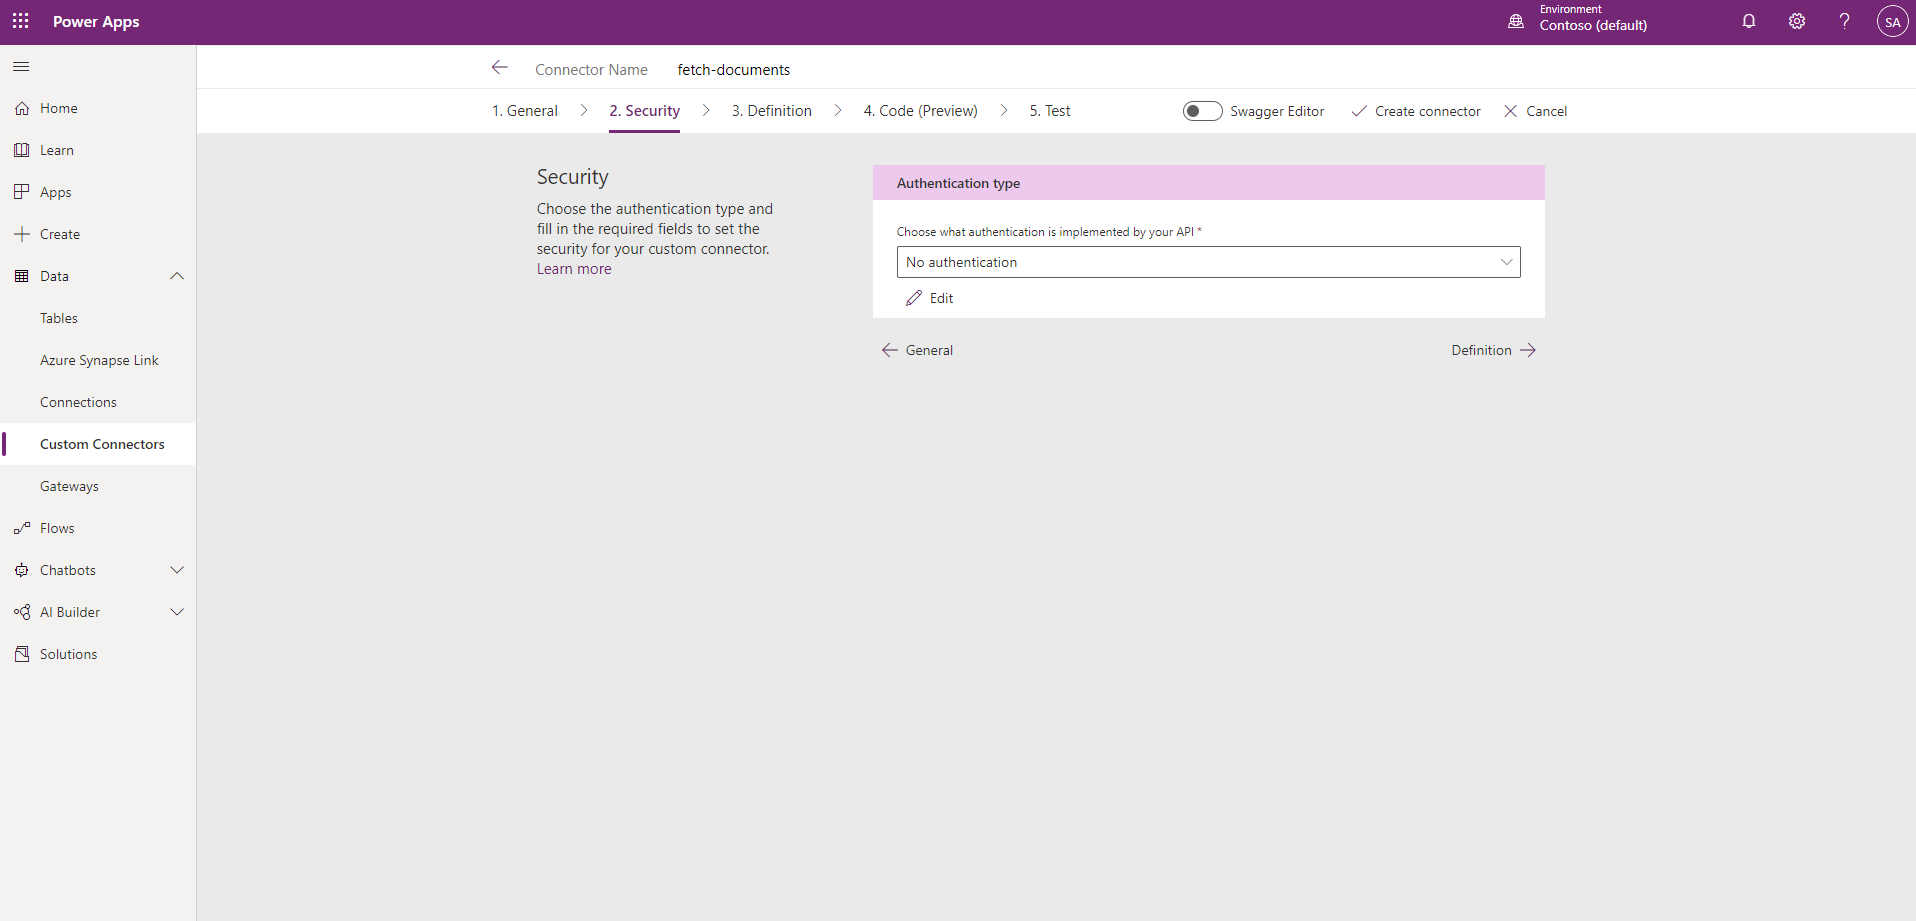 Power Apps
Environment
Contoso (default)
SA
Home
Learn
Apps
Create
Data
Tables
Azure Synapse Link
Connections
Custom Connectors
Gateways
Flows
Chatbots
AI Builder
Solutions
Connector Name fetch-documents
1. General 2. Security 3. Definition 4. Code (Preview) 5. Test Swagger Editor Create connector Cancel
Security
Choose the authentication type and
fill in the required fields to set the
security for your custom connector.
Learn more
Authentication type
Choose what authentication is implemented by your API *
No authentication
Edit
General Definition